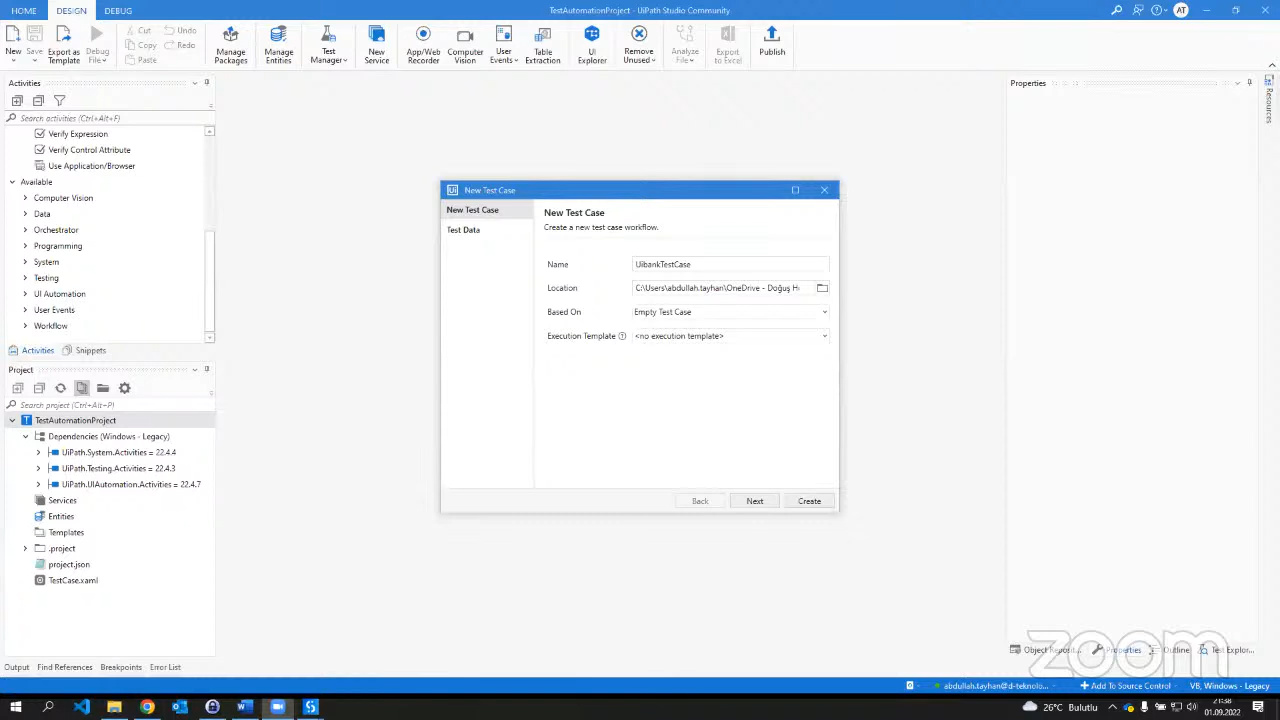 HOME DESIGN DEBUG TestAutomationProject - UiPath Studio Community AT
New Save Export as Template Debug File Cut Copy Paste Undo Redo Manage Packages Manage Entities Test Manager New Service App/Web Recorder Computer Vision User Events Table Extraction UI Explorer Remove Unused Analyze File Export to Excel Publish
Activities
Search activities (Ctrl+Alt+F)
Verify Expression
Verify Control Attribute
Use Application/Browser
Available
Computer Vision
Data
Orchestrator
Programming
System
Testing
UI Automation
User Events
Workflow
Activities Snippets
Project
Search project (Ctrl+Alt+P)
TestAutomationProject
Dependencies (Windows - Legacy)
UiPath.System.Activities = 22.4.4
UiPath.Testing.Activities = 22.4.3
UiPath.UIAutomation.Activities = 22.4.7
Services
Entities
Templates
.project
project.json
TestCase.xaml
Output Find References Breakpoints Error List
Ui New Test Case
New Test Case
Test Data
New Test Case
Create a new test case workflow.
Name UibankTestCase
Location C:\Users\abdullah.tayhan\OneDrive - Doğuş
Based On Empty Test Case
Execution Template <no execution template>
Back Next Create
Properties
Resources
Object Reposit... Properties Outline Test Explor...
zoom
abdullah.tayhan@d-teknolo... Add To Source Control VB, Windows - Legacy
26°C Bulutlu 21:38
01.09.2022